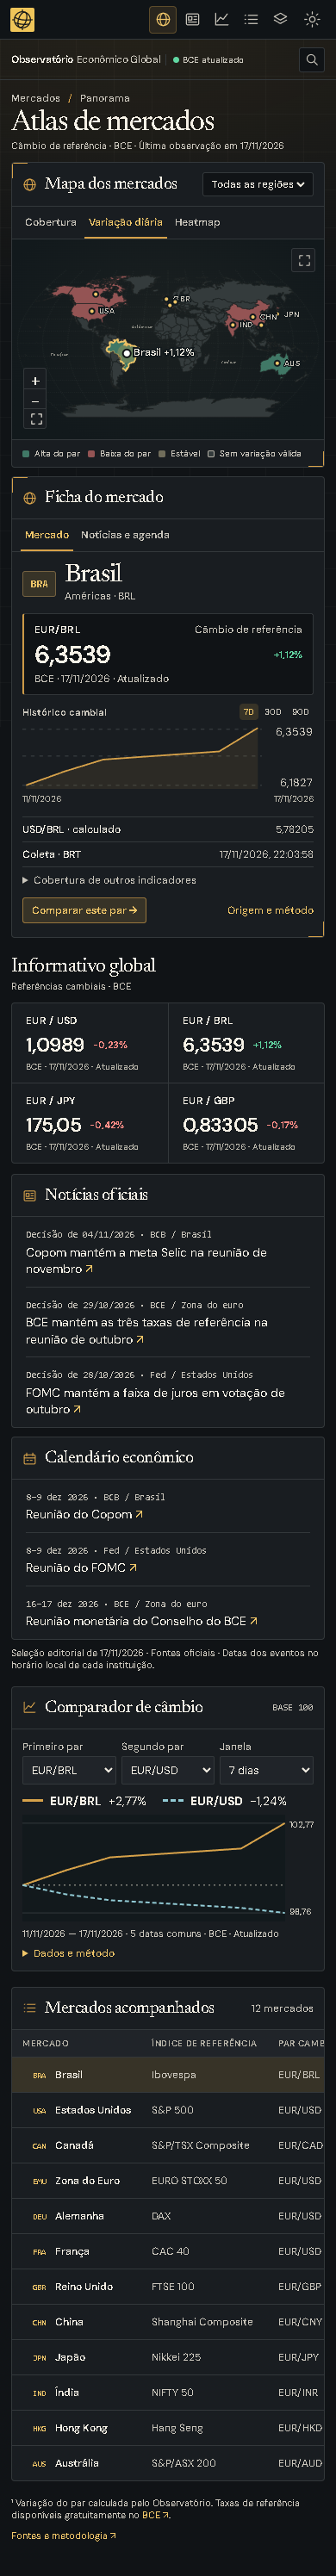 Observatório Econômico Global
BCE atualizado
Mercados / Panorama
Atlas de mercados
Câmbio de referência · BCE · Última observação em 17/11/2026
Mapa dos mercados
Todas as regiões
Cobertura Variação diária Heatmap
GBR
USA
CHN
JPN
IND
Brasil +1,12%
AUS
+
−
Alta do par Baixa do par Estável Sem variação válida
Ficha do mercado
Mercado Notícias e agenda
BRA
Brasil
Américas · BRL
EUR/BRL Câmbio de referência
6,3539 +1,12%
BCE · 17/11/2026 · Atualizado
Histórico cambial 7D 30D 90D
6,3539
6,1827
11/11/2026 17/11/2026
USD/BRL · calculado 5,78205
Coleta · BRT 17/11/2026, 22:03:58
Cobertura de outros indicadores
Comparar este par → Origem e método
Informativo global
Referências cambiais · BCE
EUR / USD
1,0989 -0,23%
BCE · 17/11/2026 · Atualizado
EUR / BRL
6,3539 +1,12%
BCE · 17/11/2026 · Atualizado
EUR / JPY
175,05 -0,42%
BCE · 17/11/2026 · Atualizado
EUR / GBP
0,83305 -0,17%
BCE · 17/11/2026 · Atualizado
Notícias oficiais
Decisão de 04/11/2026 · BCB / Brasil
Copom mantém a meta Selic na reunião de
novembro ↗
Decisão de 29/10/2026 · BCE / Zona do euro
BCE mantém as três taxas de referência na
reunião de outubro ↗
Decisão de 28/10/2026 · Fed / Estados Unidos
FOMC mantém a faixa de juros em votação de
outubro ↗
Calendário econômico
8–9 dez 2026 · BCB / Brasil
Reunião do Copom ↗
8–9 dez 2026 · Fed / Estados Unidos
Reunião do FOMC ↗
16–17 dez 2026 · BCE / Zona do euro
Reunião monetária do Conselho do BCE ↗
Seleção editorial de 17/11/2026 · Fontes oficiais · Datas dos eventos no
horário local de cada instituição.
Comparador de câmbio BASE 100
Primeiro par Segundo par Janela
EUR/BRL EUR/USD 7 dias
EUR/BRL +2,77% EUR/USD −1,24%
102,77
98,76
11/11/2026 — 17/11/2026 · 5 datas comuns · BCE · Atualizado
Dados e método
Mercados acompanhados 12 mercados
MERCADO ÍNDICE DE REFERÊNCIA PAR CAMB
BRA Brasil Ibovespa EUR/BRL
USA Estados Unidos S&P 500 EUR/USD
CAN Canadá S&P/TSX Composite EUR/CAD
EMU Zona do Euro EURO STOXX 50 EUR/USD
DEU Alemanha DAX EUR/USD
FRA França CAC 40 EUR/USD
GBR Reino Unido FTSE 100 EUR/GBP
CHN China Shanghai Composite EUR/CNY
JPN Japão Nikkei 225 EUR/JPY
IND Índia NIFTY 50 EUR/INR
HKG Hong Kong Hang Seng EUR/HKD
AUS Austrália S&P/ASX 200 EUR/AUD
¹ Variação do par calculada pelo Observatório. Taxas de referência
disponíveis gratuitamente no BCE ↗.
Fontes e metodologia ↗